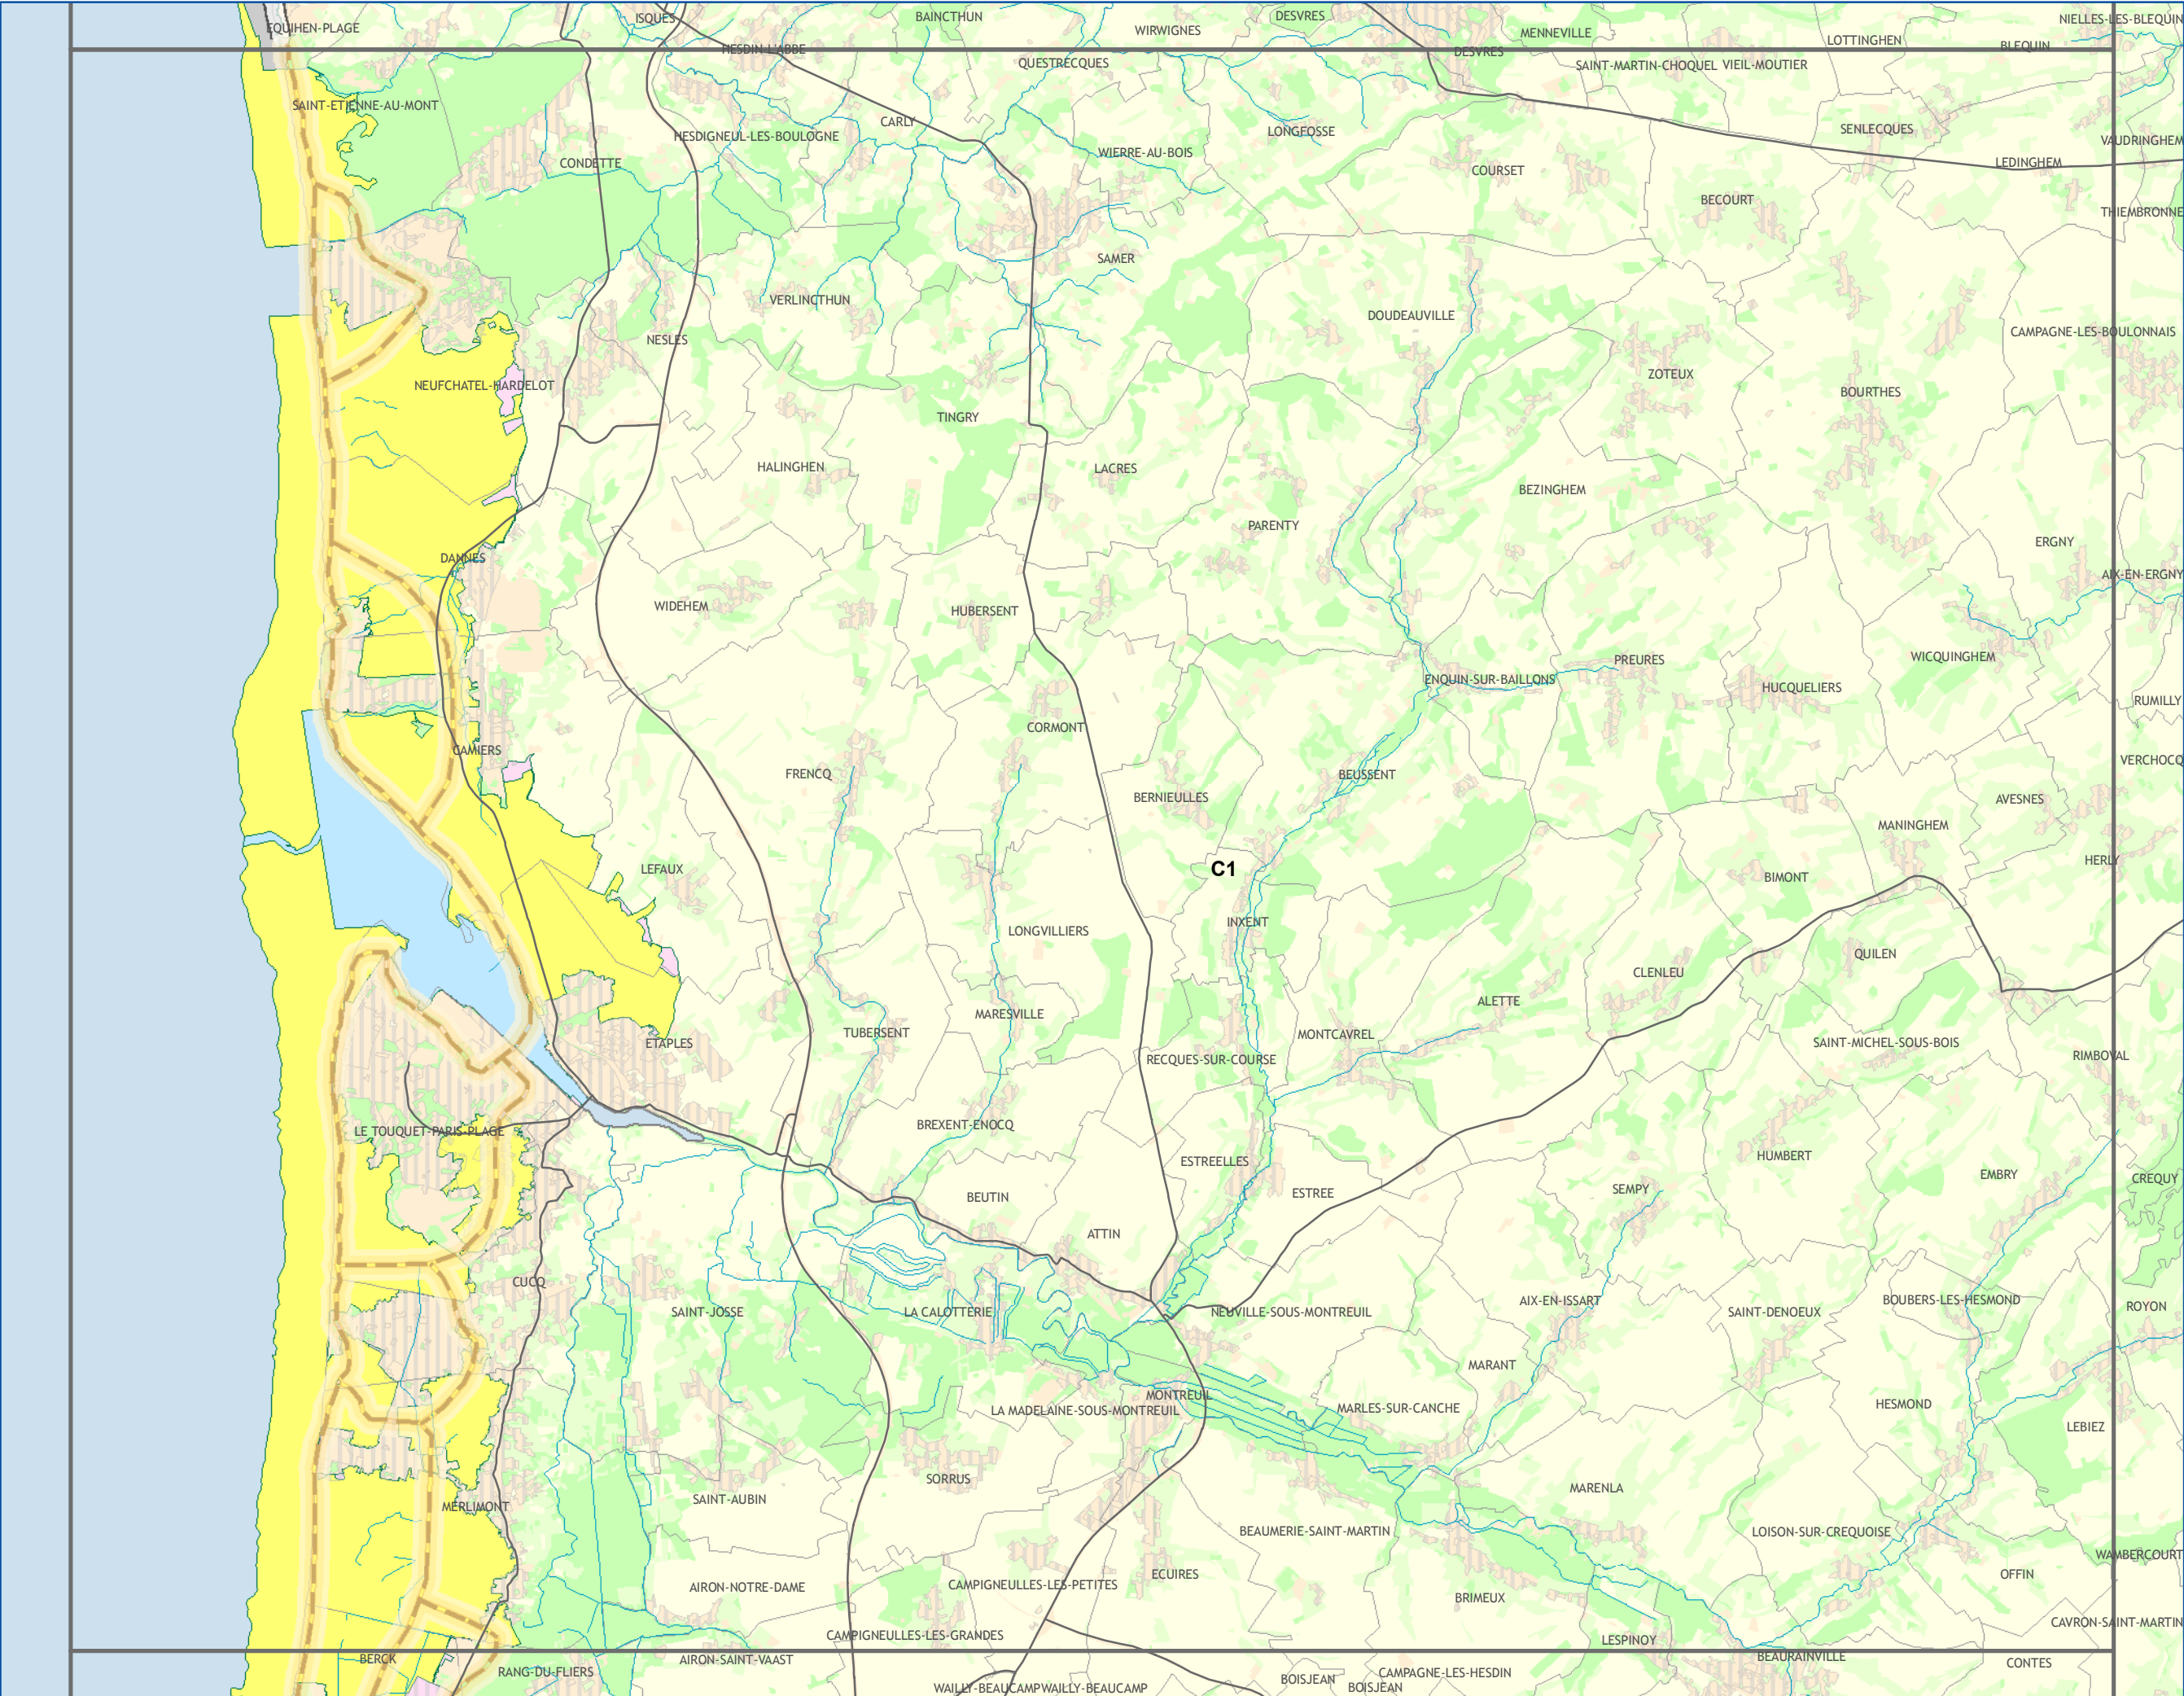 EQUIHEN-PLAGE
ISQUES
BAINCTHUN
DESVRES
NIELLES-LES-BLEQUIN
WIRWIGNES
MENNEVILLE
LOTTINGHEN
BLEQUIN
HESDIN-L'ABBE
DESVRES
QUESTRECQUES
SAINT-MARTIN-CHOQUEL
VIEIL-MOUTIER
SAINT-ETIENNE-AU-MONT
CARLY
HESDIGNEUL-LES-BOULOGNE
LONGFOSSE
SENLECQUES
VAUDRINGHEM
WIERRE-AU-BOIS
CONDETTE
LEDINGHEM
COURSET
BECOURT
THIEMBRONNE
SAMER
VERLINCTHUN
DOUDEAUVILLE
CAMPAGNE-LES-BOULONNAIS
NESLES
ZOTEUX
NEUFCHATEL-HARDELOT
BOURTHES
TINGRY
HALINGHEN
LACRES
BEZINGHEM
PARENTY
ERGNY
DANNES
AIX-EN-ERGNY
WIDEHEM
HUBERSENT
WICQUINGHEM
PREURES
ENQUIN-SUR-BAILLONS
HUCQUELIERS
RUMILLY
CORMONT
CAMIERS
VERCHOCQ
FRENCQ
BEUSSENT
BERNIEULLES
AVESNES
MANINGHEM
HERLY
LEFAUX
C1
BIMONT
INXENT
LONGVILLIERS
QUILEN
CLENLEU
ALETTE
MARESVILLE
TUBERSENT
MONTCAVREL
ETAPLES
SAINT-MICHEL-SOUS-BOIS
RIMBOVAL
RECQUES-SUR-COURSE
BREXENT-ENOCQ
LE TOUQUET-PARIS-PLAGE
HUMBERT
ESTREELLES
EMBRY
CREQUY
SEMPY
ESTREE
BEUTIN
ATTIN
CUCQ
AIX-EN-ISSART
BOUBERS-LES-HESMOND
ROYON
SAINT-JOSSE
LA CALOTTERIE
NEUVILLE-SOUS-MONTREUIL
SAINT-DENOEUX
MARANT
MONTREUIL
HESMOND
LA MADELAINE-SOUS-MONTREUIL
MARLES-SUR-CANCHE
LEBIEZ
SORRUS
MARENLA
SAINT-AUBIN
MERLIMONT
BEAUMERIE-SAINT-MARTIN
LOISON-SUR-CREQUOISE
WAMBERCOURT
ECUIRES
OFFIN
AIRON-NOTRE-DAME
CAMPIGNEULLES-LES-PETITES
BRIMEUX
CAVRON-SAINT-MARTIN
CAMPIGNEULLES-LES-GRANDES
LESPINOY
BERCK
AIRON-SAINT-VAAST
BEAURAINVILLE
CONTES
RANG-DU-FLIERS
CAMPAGNE-LES-HESDIN
BOISJEAN
BOISJEAN
WAILLY-BEAUCAMP
WAILLY-BEAUCAMP